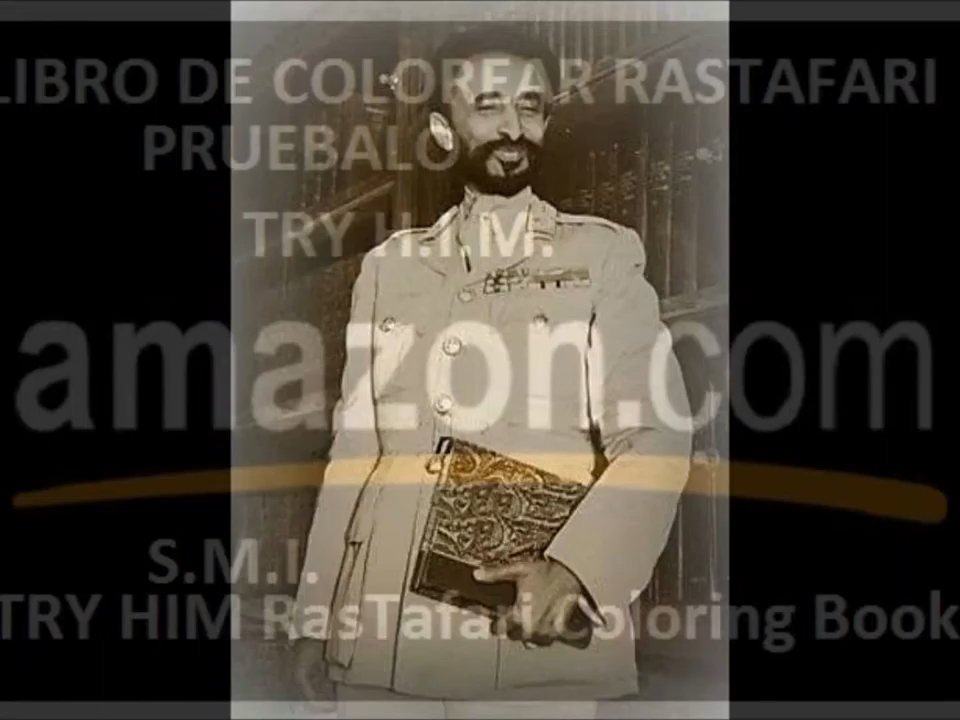 LIBRO DE COLOREAR RASTAFARI
PRUEBALO
TRY H.I.M.
amazon.com
S.M.I.
TRY HIM RasTafari Coloring Book